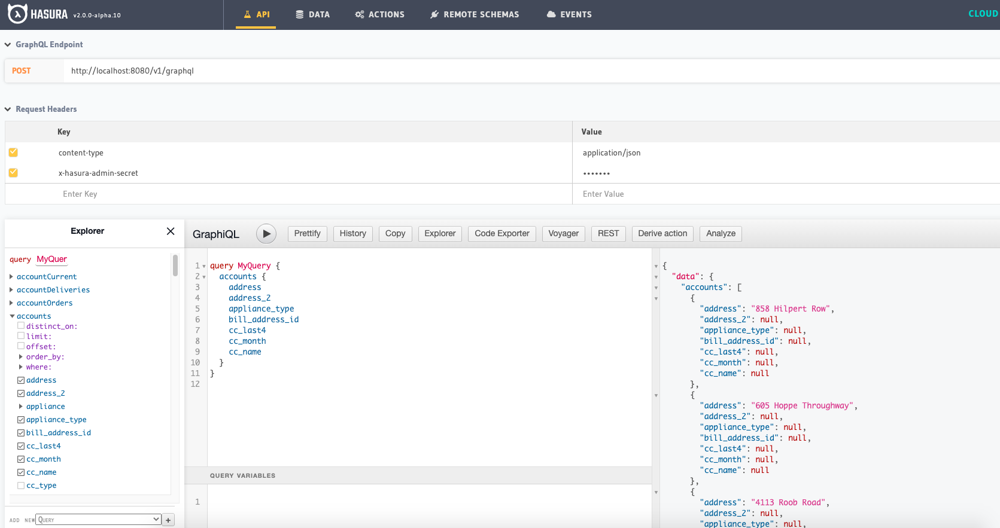 HASURA v2.0.0-alpha.10
API DATA ACTIONS REMOTE SCHEMAS EVENTS CLOUD
GraphQL Endpoint
POST http://localhost:8080/v1/graphql
Request Headers
Key Value
content-type application/json
x-hasura-admin-secret •••••••
Enter Key Enter Value
Explorer
query MyQuer
accountCurrent
accountDeliveries
accountOrders
accounts
distinct_on:
limit:
offset:
order_by:
where:
address
address_2
appliance
appliance_type
bill_address_id
cc_last4
cc_month
cc_name
cc_type
ADD NEW Query +
GraphiQL Prettify History Copy Explorer Code Exporter Voyager REST Derive action Analyze
1 query MyQuery {
2 accounts {
3 address
4 address_2
5 appliance_type
6 bill_address_id
7 cc_last4
8 cc_month
9 cc_name
10 }
11 }
12
QUERY VARIABLES
1
{
"data": {
"accounts": [
{
"address": "858 Hilpert Row",
"address_2": null,
"appliance_type": null,
"bill_address_id": null,
"cc_last4": null,
"cc_month": null,
"cc_name": null
},
{
"address": "605 Hoppe Throughway",
"address_2": null,
"appliance_type": null,
"bill_address_id": null,
"cc_last4": null,
"cc_month": null,
"cc_name": null
},
{
"address": "4113 Roob Road",
"address_2": null,
"appliance_type": null,